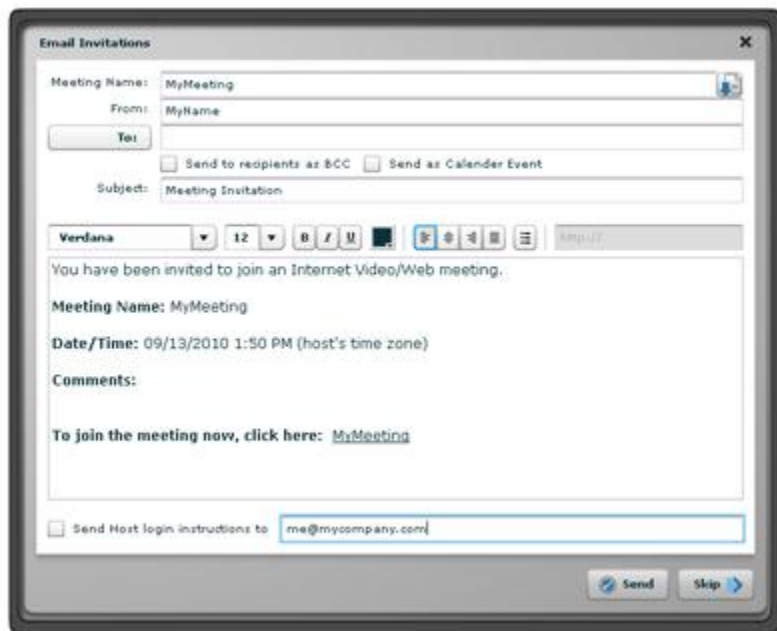 Email Invitations
Meeting Name: MyMeeting
From: MyName
To:
Send to recipients as BCC Send as Calender Event
Subject: Meeting Invitation
Verdana 12 B I U http://
You have been invited to join an Internet Video/Web meeting.
Meeting Name: MyMeeting
Date/Time: 09/13/2010 1:50 PM (host's time zone)
Comments:
To join the meeting now, click here: MyMeeting
Send Host login instructions to me@mycompany.com
Send Skip